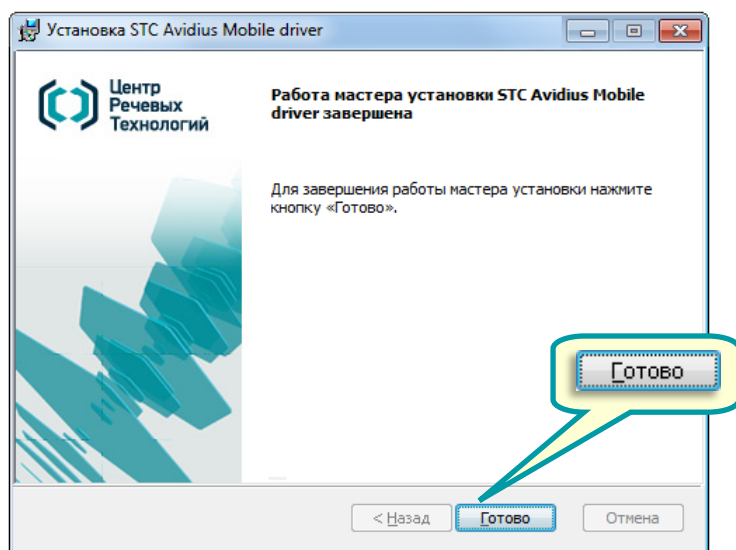 Установка STC Avidius Mobile driver
Центр
Речевых
Технологий
Работа мастера установки STC Avidius Mobile
driver завершена
Для завершения работы мастера установки нажмите
кнопку «Готово».
Готово
< Назад
Готово
Отмена